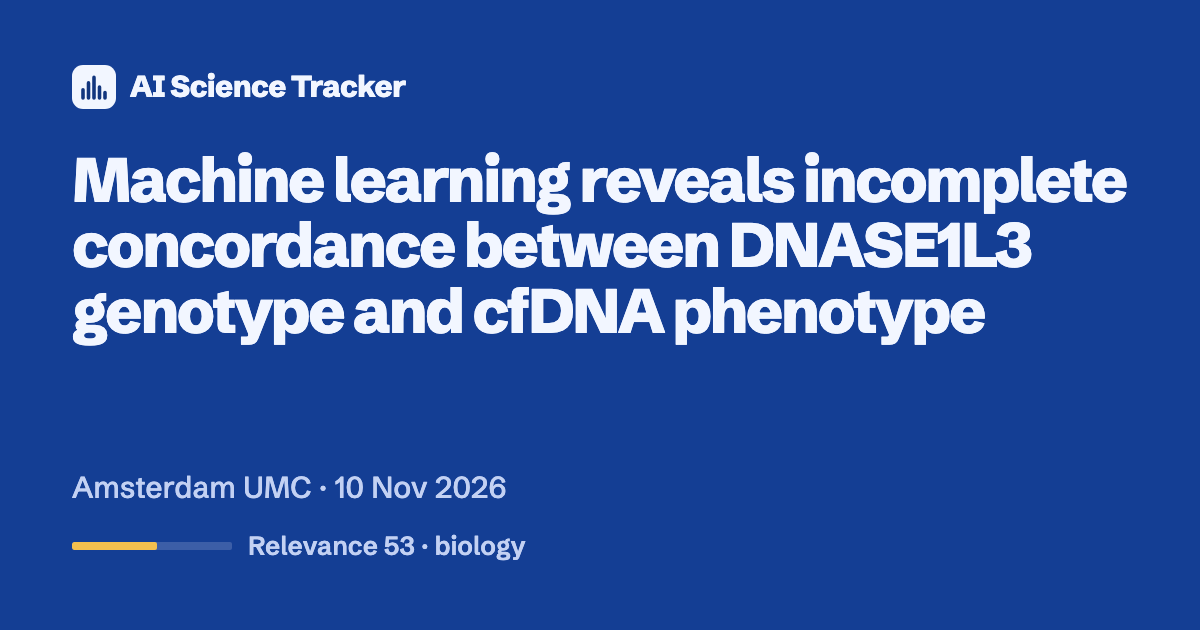 AI Science Tracker
Machine learning reveals incomplete
concordance between DNASE1L3
genotype and cfDNA phenotype
Amsterdam UMC · 10 Nov 2026
Relevance 53 · biology